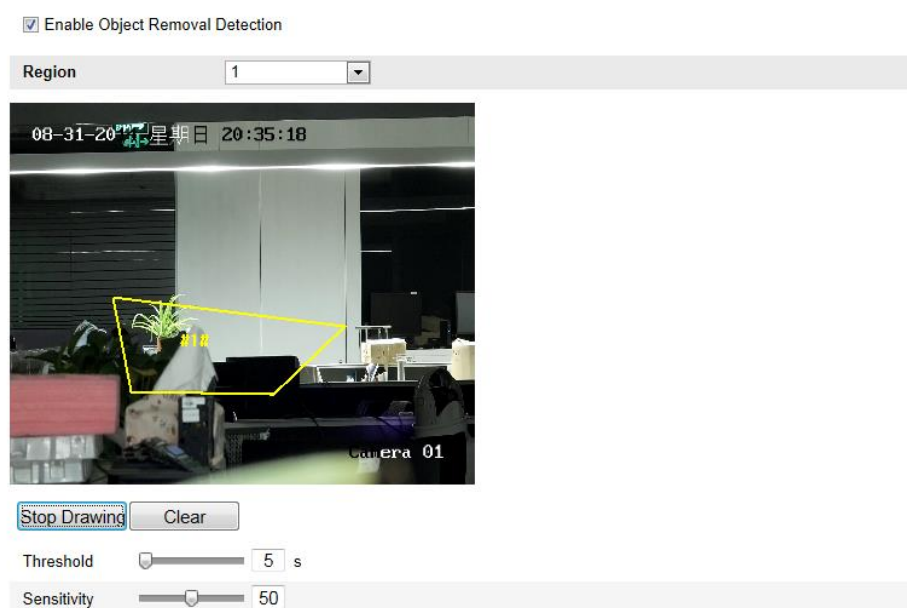 Enable Object Removal Detection
Region 1
08-31-20 星期日 20:35:18
#1#
Camera 01
Stop Drawing Clear
Threshold 5 s
Sensitivity 50